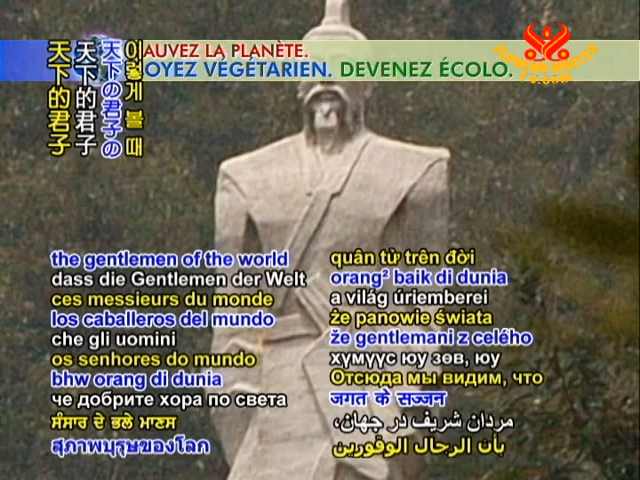 AUVEZ LA PLANÈTE.
OYEZ VÉGÉTARIEN. DEVENEZ ÉCOLO.
SUPREME MASTER
TV.COM
이렇게 볼 때
天下の君子の
天下的君子
天下的君子
the gentlemen of the world
dass die Gentlemen der Welt
ces messieurs du monde
los caballeros del mundo
che gli uomini
os senhores do mundo
bhw orang di dunia
че добрите хора по света
ਸੰਸਾਰ ਦੇ ਭਲੇ ਮਾਣਸ
สุภาพบุรุษของโลก
quân tử trên đời
orang² baik di dunia
a világ úriemberei
że panowie świata
že gentlemani z celého
хүмүүс юу зөв, юу
Отсюда мы видим, что
जगत के सज्जन
مردان شریف در جهان،
بأن الرجال الوقورين